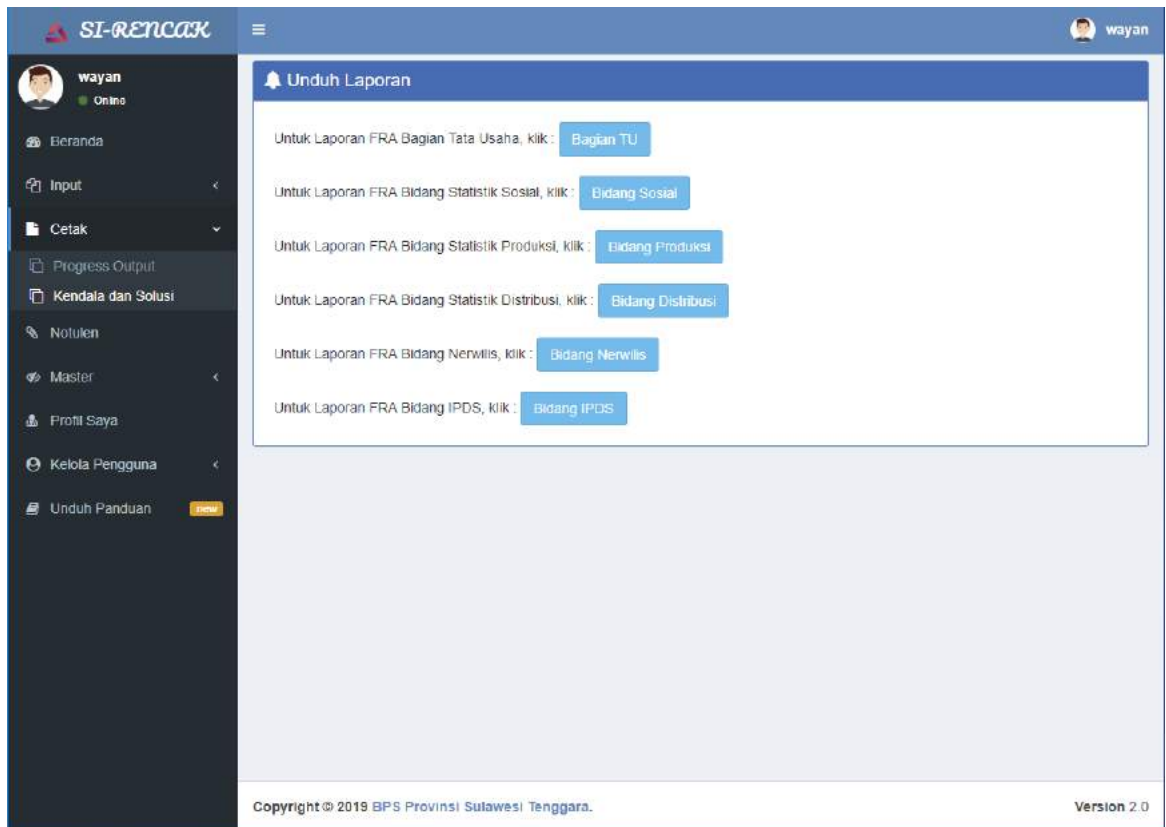 SI-RENCAK
wayan
wayan
Online
Beranda
Input
Cetak
Progress Output
Kendala dan Solusi
Notulen
Master
Profil Saya
Kelola Pengguna
Unduh Panduan new
Unduh Laporan
Untuk Laporan FRA Bagian Tata Usaha, klik : Bagian TU
Untuk Laporan FRA Bidang Statistik Sosial, klik : Bidang Sosial
Untuk Laporan FRA Bidang Statistik Produksi, klik : Bidang Produksi
Untuk Laporan FRA Bidang Statistik Distribusi, klik : Bidang Distribusi
Untuk Laporan FRA Bidang Nerwilis, klik : Bidang Nerwilis
Untuk Laporan FRA Bidang IPDS, klik : Bidang IPDS
Copyright © 2019 BPS Provinsi Sulawesi Tenggara. Version 2.0